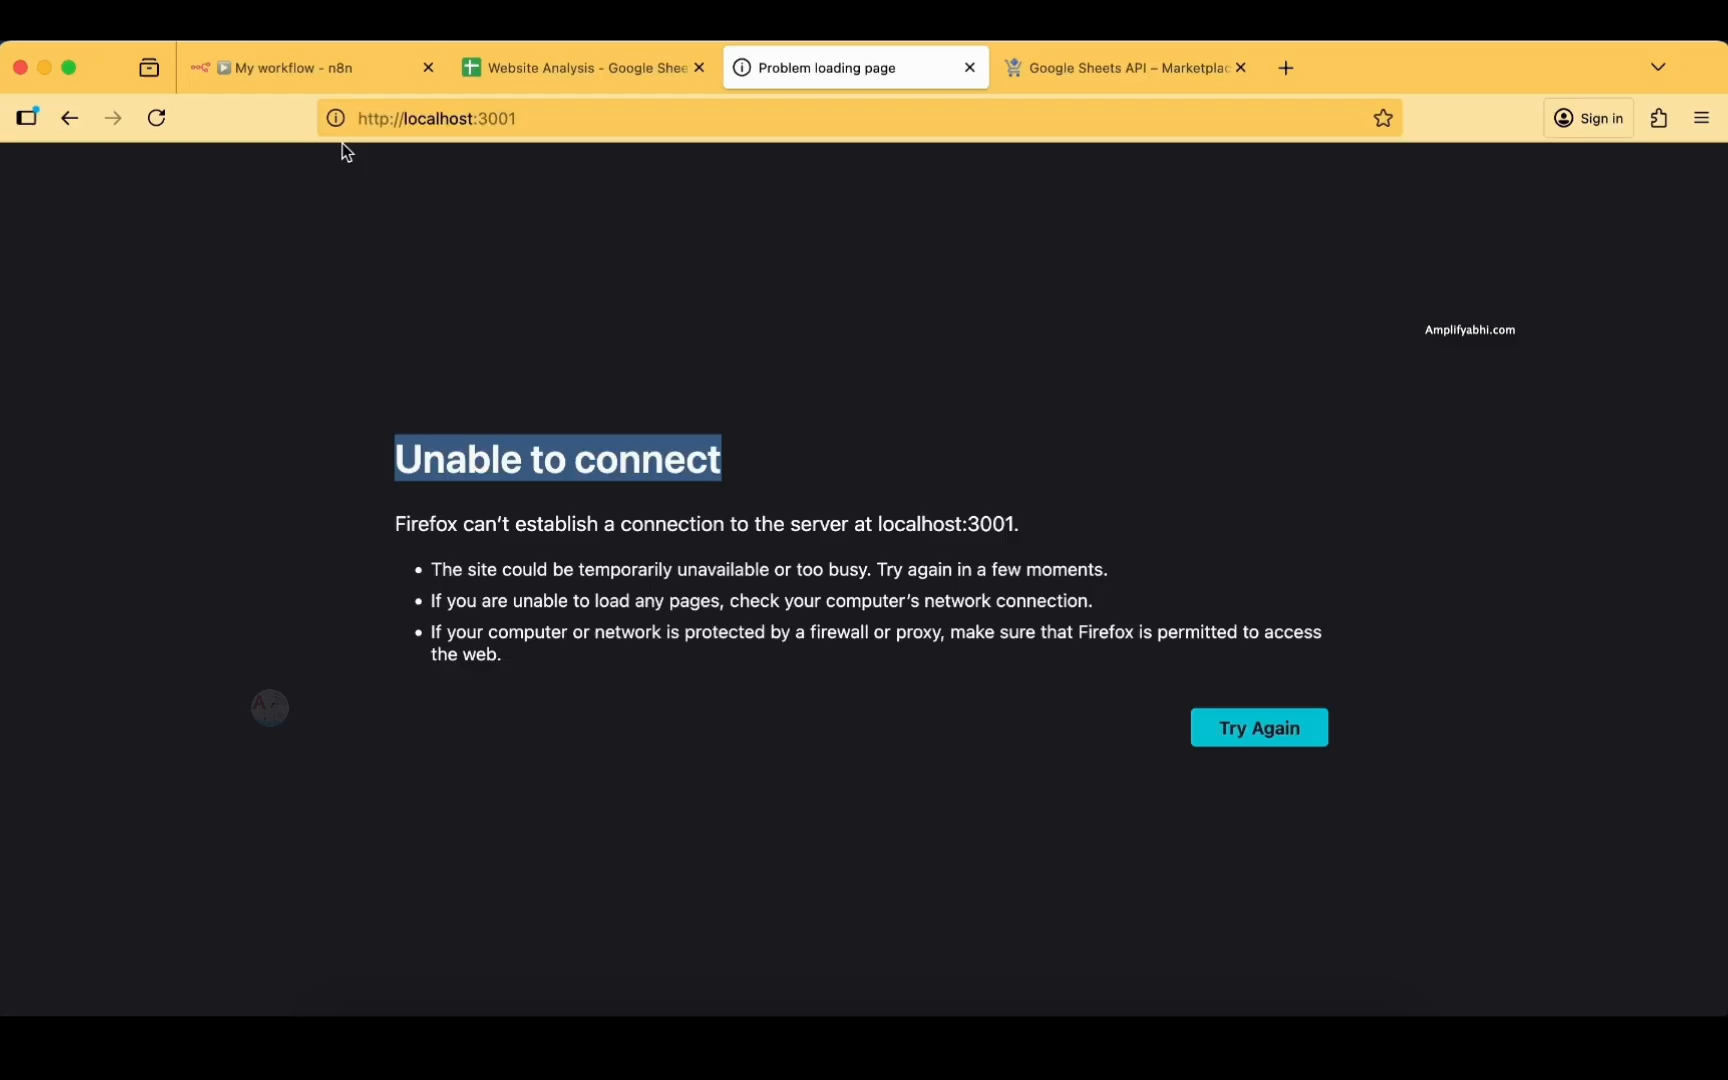 My workflow - n8n
Website Analysis - Google Shee
Problem loading page
Google Sheets API – Marketplac
http://localhost:3001
Sign in
Amplifyabhi.com
Unable to connect
Firefox can’t establish a connection to the server at localhost:3001.
• The site could be temporarily unavailable or too busy. Try again in a few moments.
• If you are unable to load any pages, check your computer’s network connection.
• If your computer or network is protected by a firewall or proxy, make sure that Firefox is permitted to access
the web.
Try Again